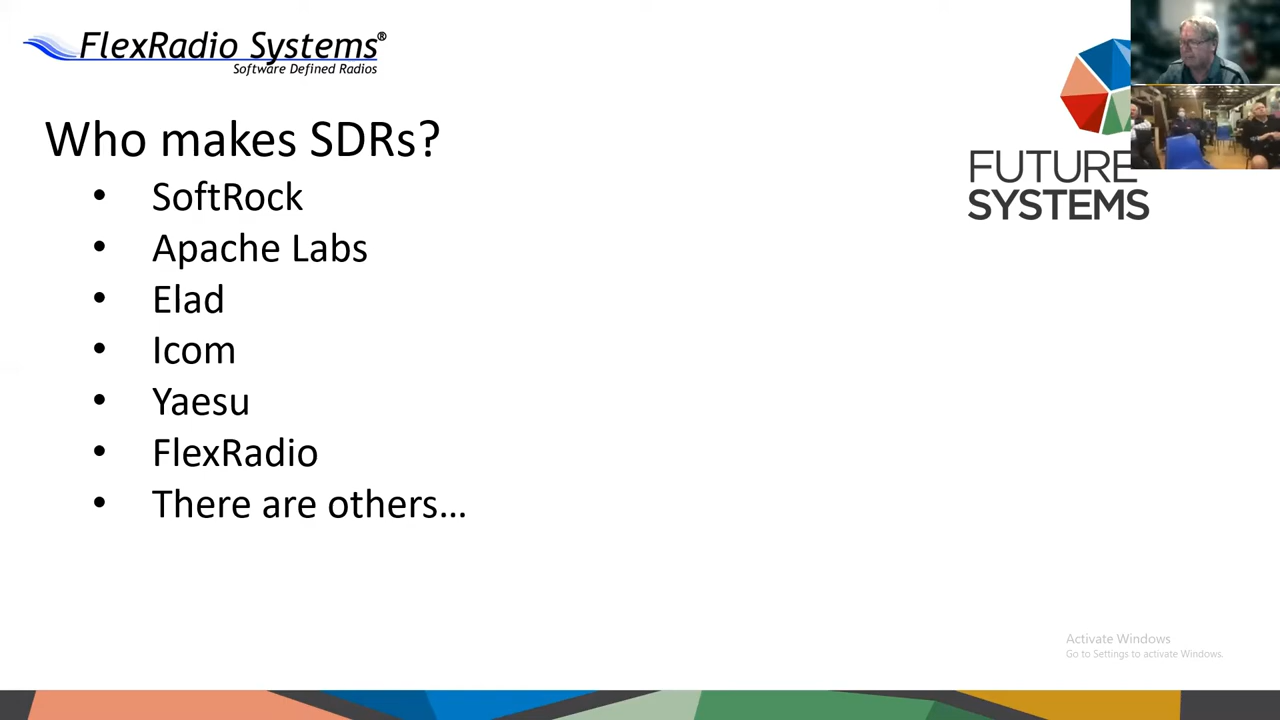 FlexRadio Systems®
Software Defined Radios
FUTURE
SYSTEMS
Who makes SDRs?
• SoftRock
• Apache Labs
• Elad
• Icom
• Yaesu
• FlexRadio
• There are others...
Activate Windows
Go to Settings to activate Windows.